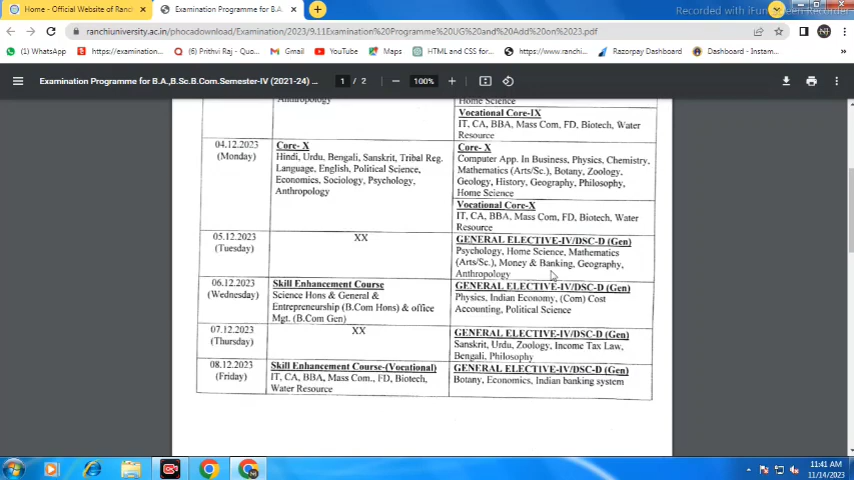 Recorded with iFun Screen Recorder
Home - Official Website of Ranc
Examination Programme for B.A.
ranchiuniversity.ac.in/phocadownload/Examination/2023/9.11Examination%20Programme%20UG%20and%20Add%20on%2023.pdf
(1) WhatsApp
https://examination...
Q (6) Prithvi Raj - Quo...
Gmail
YouTube
Maps
HTML and CSS - for...
https://www.ranchi...
Razorpay Dashboard
Dashboard - Instam...
Examination Programme for B.A.,B.Sc.B.Com.Semester-IV (2021-24) ...
1 / 2
100%
Anthropology
Home Science
Vocational Core-IX
IT, CA, BBA, Mass Com, FD, Biotech, Water
Resource
04.12.2023
(Monday)
Core- X
Hindi, Urdu, Bengali, Sanskrit, Tribal Reg.
Language, English, Political Science,
Economics, Sociology, Psychology,
Anthropology
Core- X
Computer App. In Business, Physics, Chemistry,
Mathematics (Arts/Sc.), Botany, Zoology,
Geology, History, Geography, Philosophy,
Home Science
Vocational Core-X
IT, CA, BBA, Mass Com, FD, Biotech, Water
Resource
05.12.2023
(Tuesday)
XX
GENERAL ELECTIVE-IV/DSC-D (Gen)
Psychology, Home Science, Mathematics
(Arts/Sc.), Money & Banking, Geography,
Anthropology
06.12.2023
(Wednesday)
Skill Enhancement Course
Science Hons & General &
Entrepreneurship (B.Com Hons) & office
Mgt. (B.Com Gen)
GENERAL ELECTIVE-IV/DSC-D (Gen)
Physics, Indian Economy, (Com) Cost
Accounting, Political Science
07.12.2023
(Thursday)
XX
GENERAL ELECTIVE-IV/DSC-D (Gen)
Sanskrit, Urdu, Zoology, Income Tax Law,
Bengali, Philosophy
08.12.2023
(Friday)
Skill Enhancement Course-(Vocational)
IT, CA, BBA, Mass Com., FD, Biotech,
Water Resource
GENERAL ELECTIVE-IV/DSC-D (Gen)
Botany, Economics, Indian banking system
11:41 AM
11/14/2023